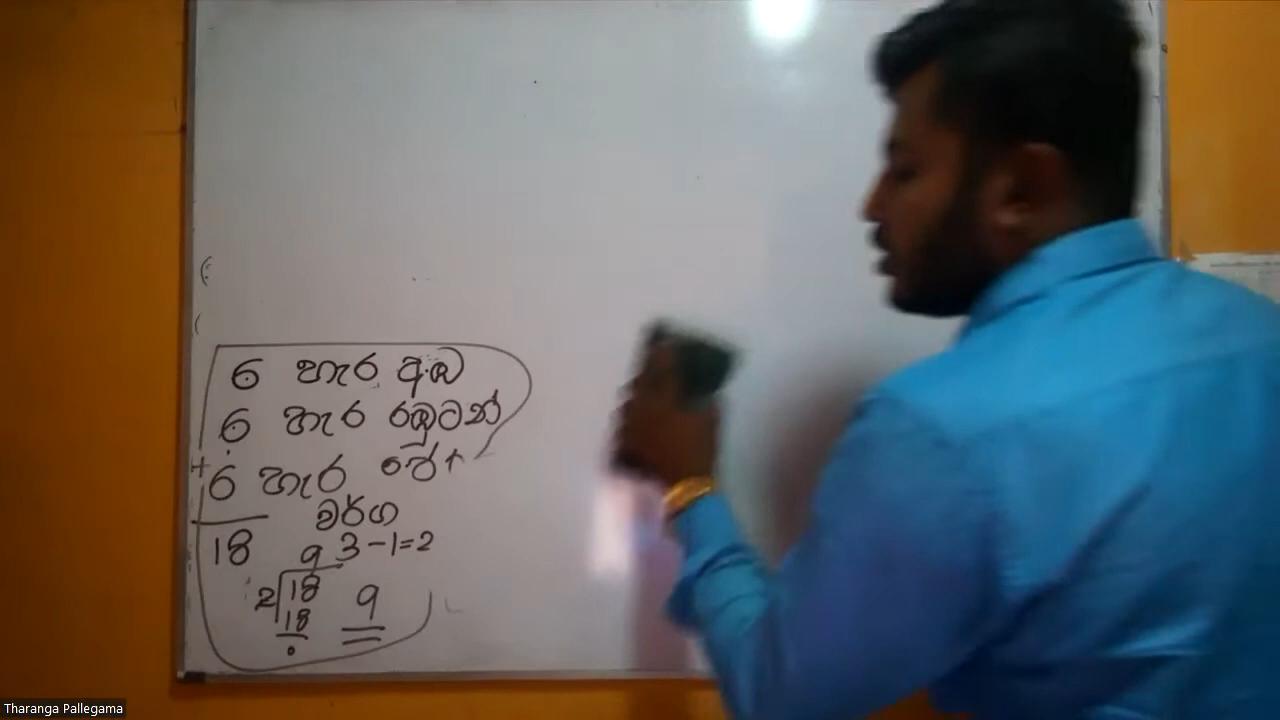 6 හැර අඹ
6 හැර රඹුටන්
+ 6 හැර පේර
18 වර්ග
3 - 1 = 2
9
2 18
18
0
9
Tharanga Pallegama